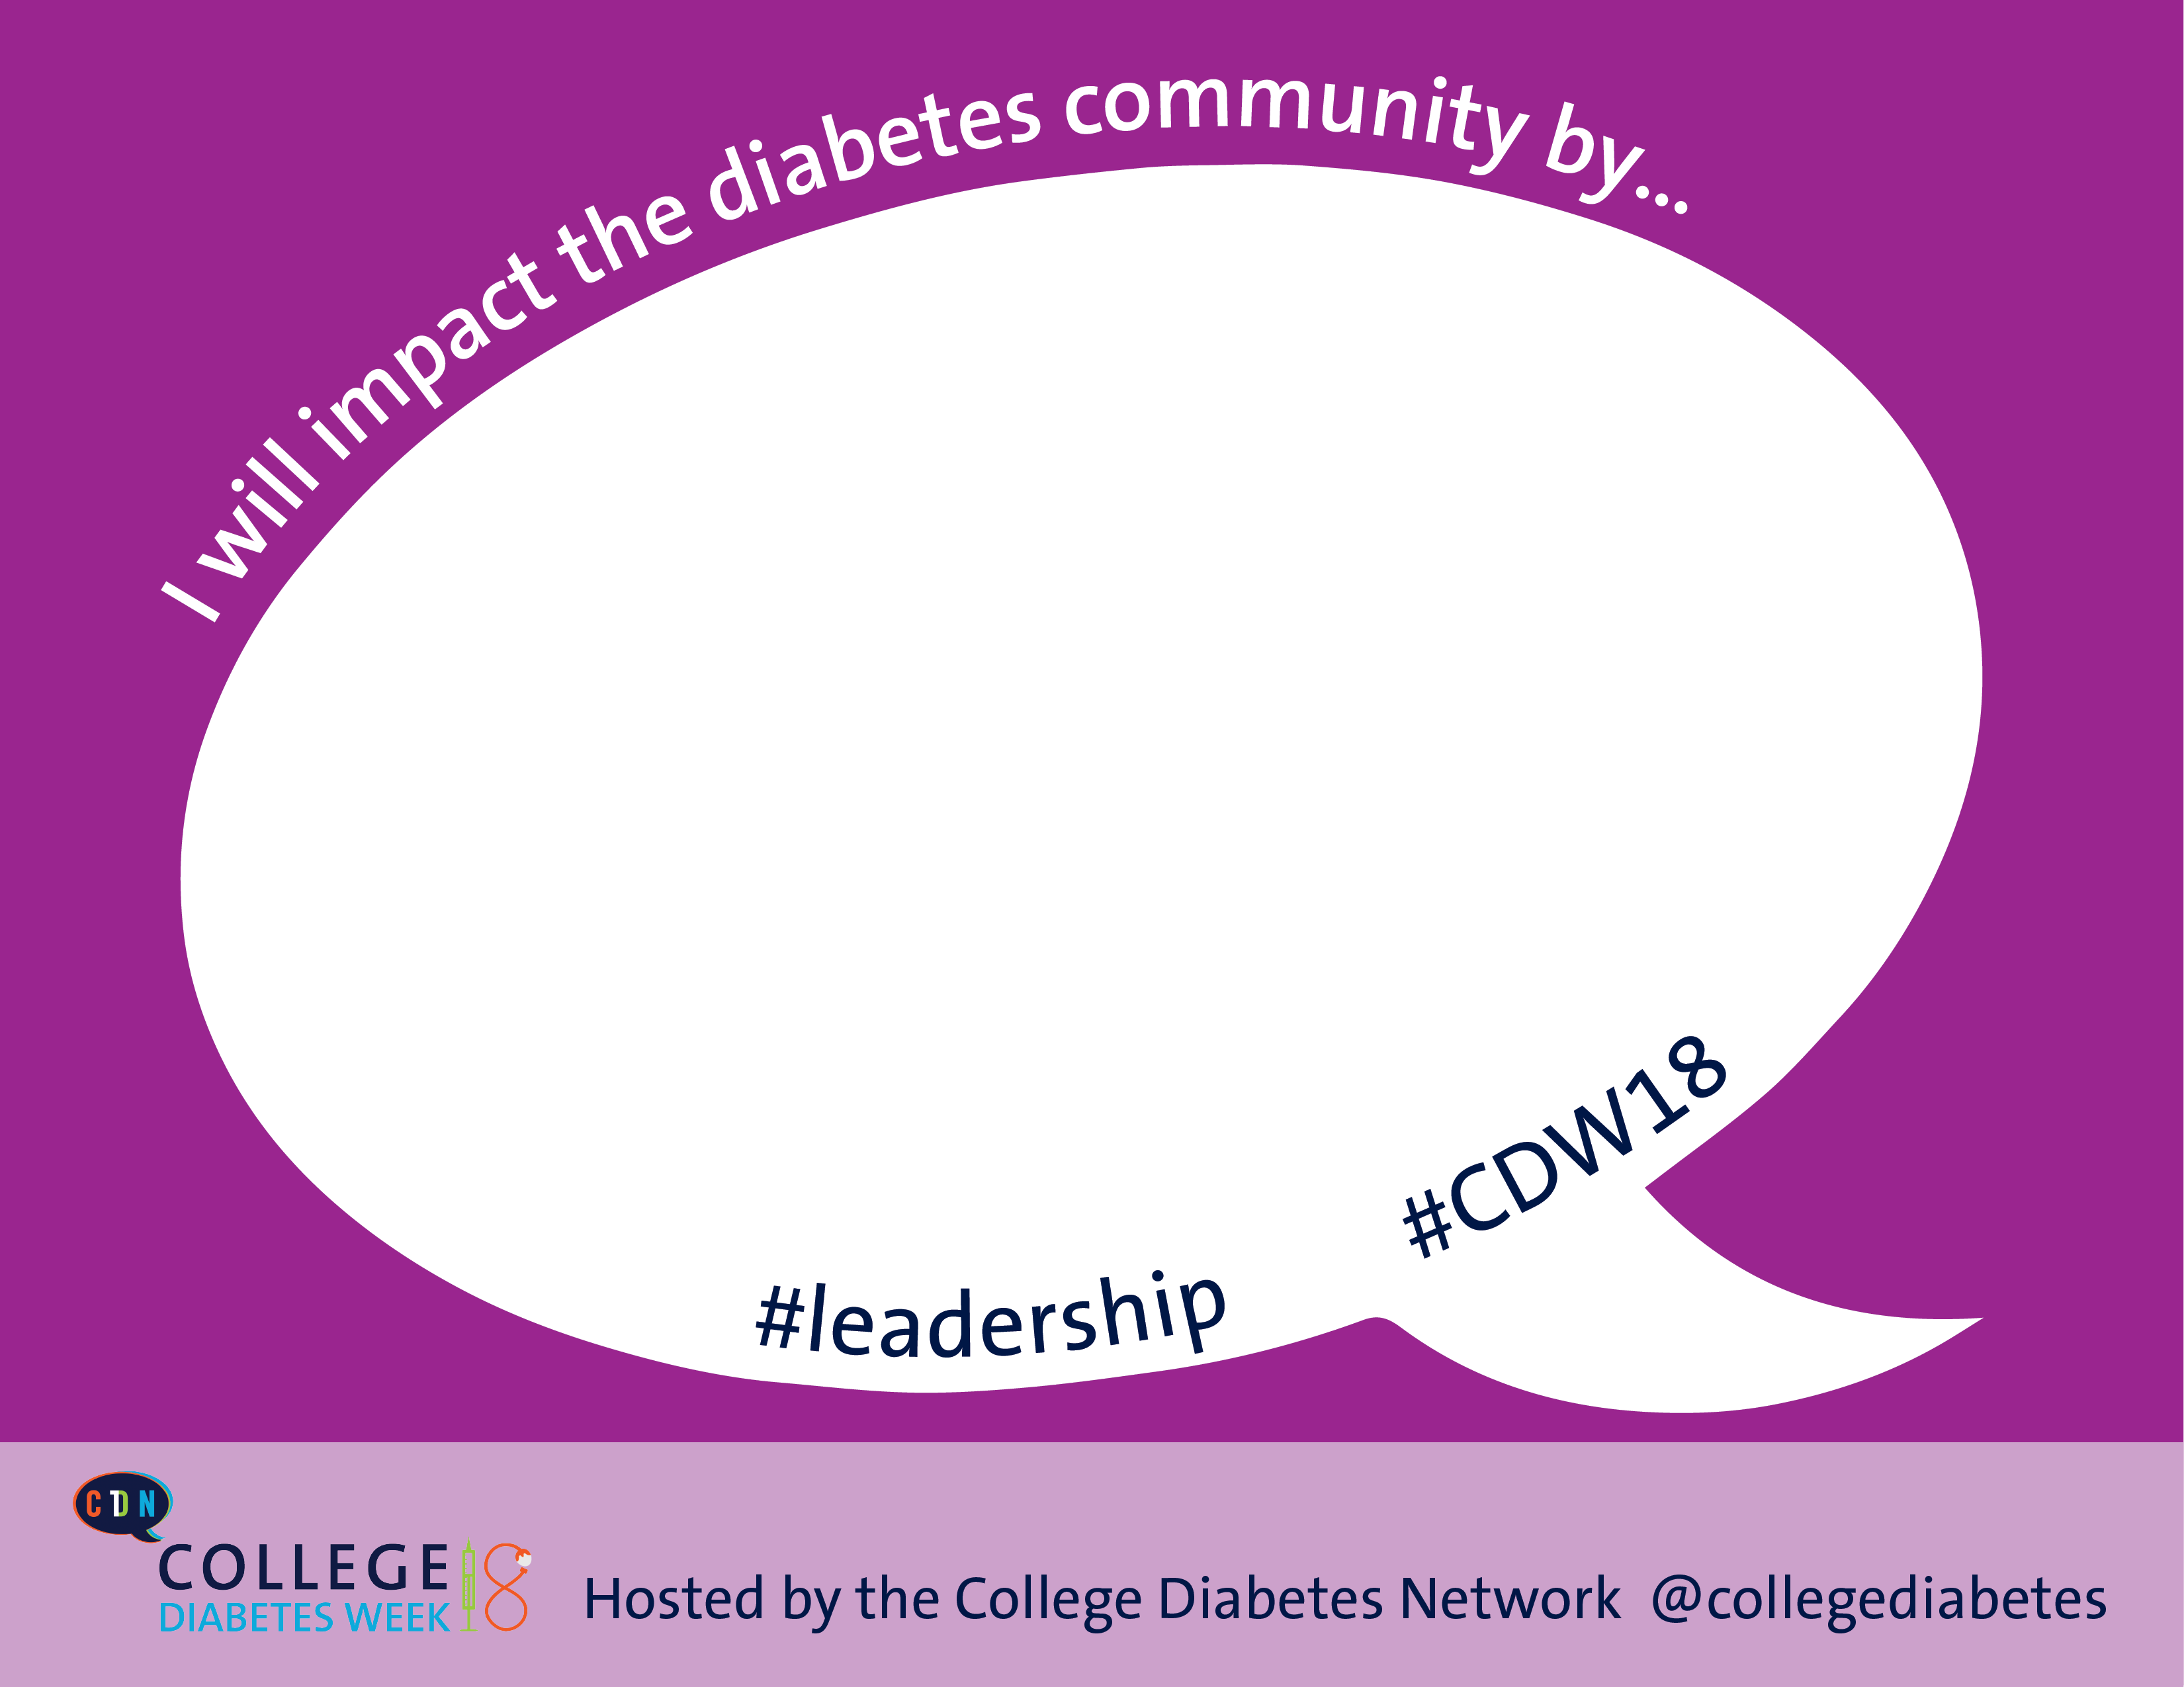 I will impact the diabetes community by...
#leadership
#CDW18
CDN
COLLEGE
DIABETES WEEK 18
Hosted by the College Diabetes Network @collegediabetes